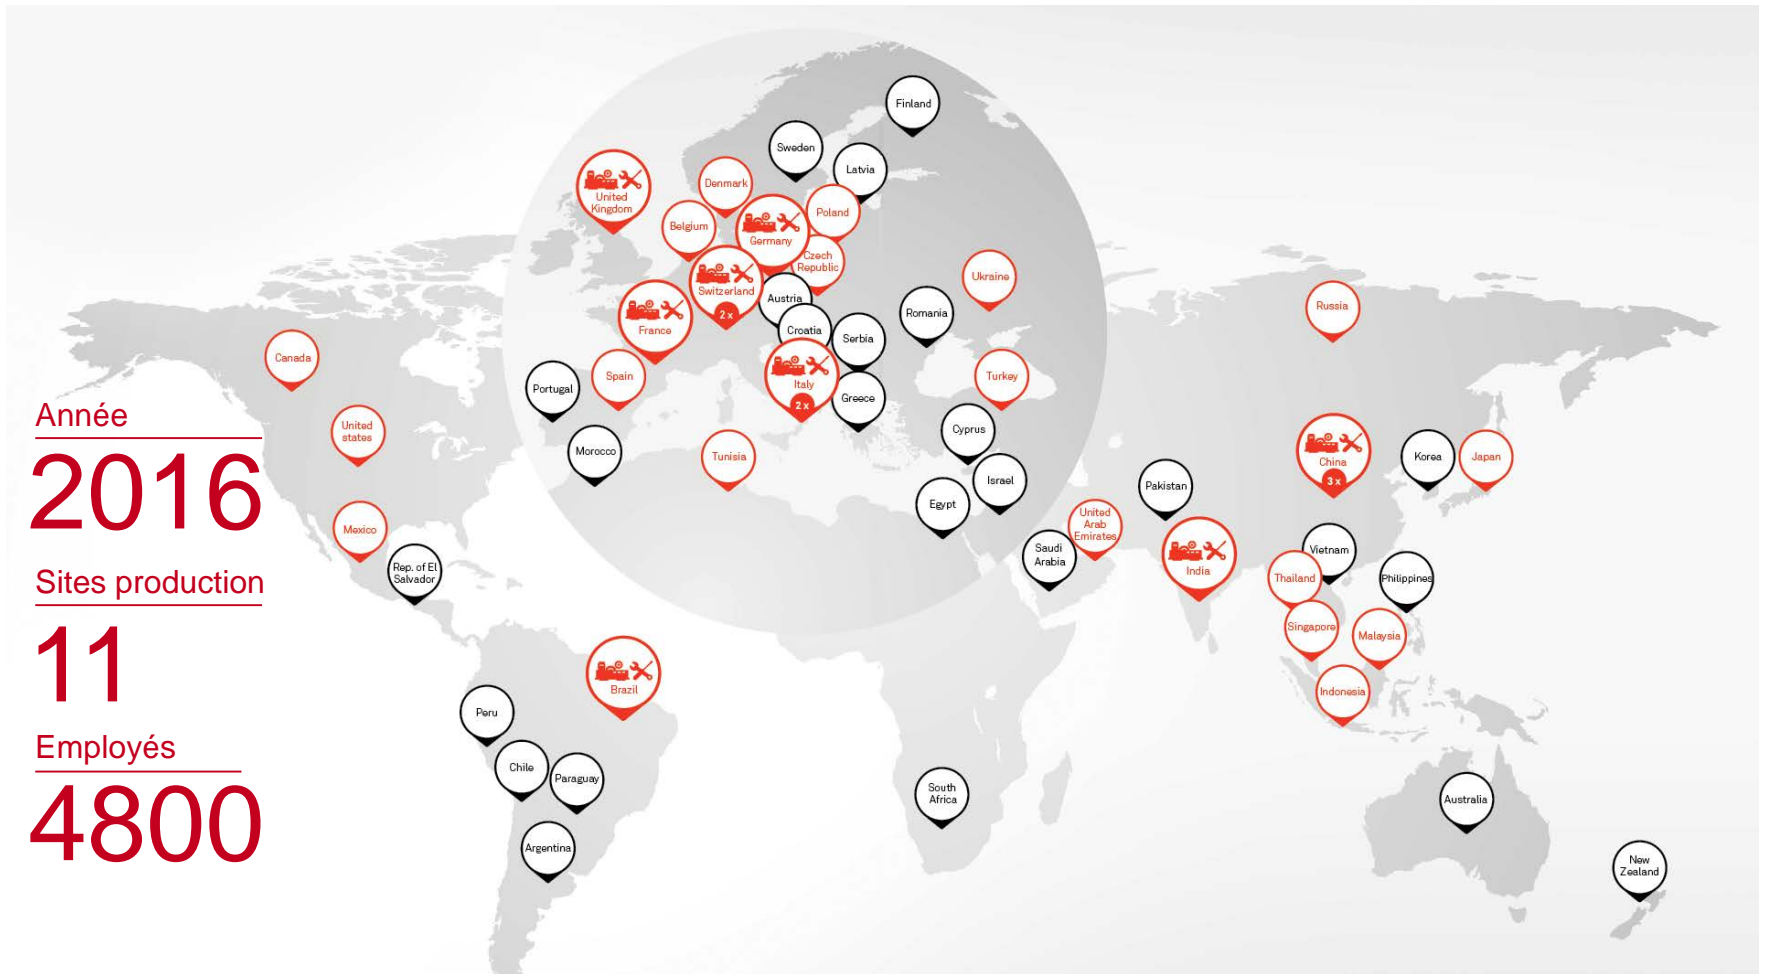 Finland
Sweden
Latvia
United
Kingdom
Denmark
Poland
Belgium
Germany
Czech
Republic
Switzerland
2 x
Ukraine
Austria
Romania
Russia
France
Croatia
Serbia
Canada
Spain
Italy
2 x
Turkey
Portugal
Greece
Année
2016
United
states
Cyprus
Morocco
Tunisia
China
3 x
Korea
Japan
Israel
Pakistan
Egypt
United
Arab
Emirates
Mexico
Saudi
Arabia
Vietnam
India
Rep. of El
Salvador
Thailand
Philippines
Sites production
11
Singapore
Malaysia
Brazil
Indonesia
Peru
Employés
4800
Chile
Paraguay
South
Africa
Australia
Argentina
New
Zealand